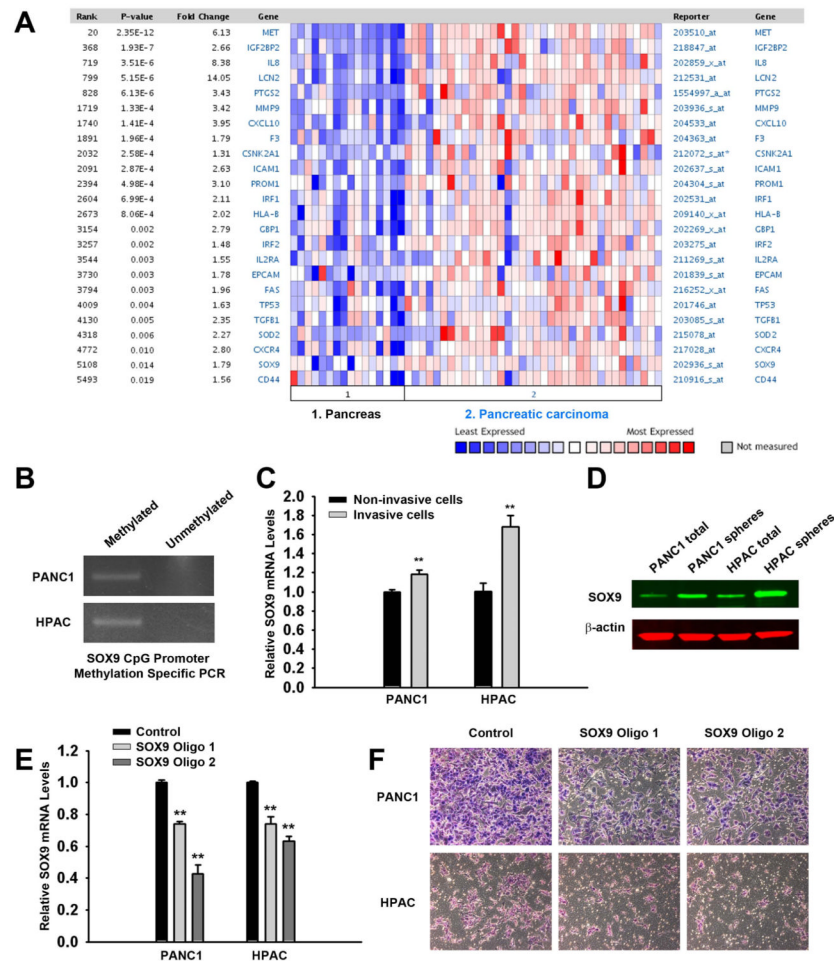 A
Rank P-value Fold Change Gene Reporter Gene
20 2.35E-12 6.13 MET 203510_at MET
368 1.93E-7 2.66 IGF2BP2 218847_at IGF2BP2
719 3.51E-6 8.38 IL8 202859_x_at IL8
799 5.15E-6 14.05 LCN2 212531_at LCN2
828 6.13E-6 3.43 PTGS2 1554997_a_at PTGS2
1719 1.33E-4 3.42 MMP9 203936_s_at MMP9
1740 1.41E-4 3.95 CXCL10 204533_at CXCL10
1891 1.96E-4 1.79 F3 204363_at F3
2032 2.58E-4 1.31 CSNK2A1 212072_s_at* CSNK2A1
2091 2.87E-4 2.63 ICAM1 202637_s_at ICAM1
2394 4.98E-4 3.10 PROM1 204304_s_at PROM1
2604 6.99E-4 2.11 IRF1 202531_at IRF1
2673 8.06E-4 2.02 HLA-B 209140_x_at HLA-B
3154 0.002 2.79 GBP1 202269_x_at GBP1
3257 0.002 1.48 IRF2 203275_at IRF2
3544 0.003 1.55 IL2RA 211269_s_at IL2RA
3730 0.003 1.78 EPCAM 201839_s_at EPCAM
3794 0.003 1.96 FAS 216252_x_at FAS
4009 0.004 1.63 TP53 201746_at TP53
4130 0.005 2.35 TGFB1 203085_s_at TGFB1
4318 0.006 2.27 SOD2 215078_at SOD2
4772 0.010 2.80 CXCR4 217028_at CXCR4
5108 0.014 1.79 SOX9 202936_s_at SOX9
5493 0.019 1.56 CD44 210916_s_at CD44
1 2
1. Pancreas 2. Pancreatic carcinoma
Least Expressed Most Expressed
Not measured
B
Methylated Unmethylated
PANC1
HPAC
SOX9 CpG Promoter
Methylation Specific PCR
C
Relative SOX9 mRNA Levels
2.0
1.8
1.6
1.4
1.2
1.0
0.8
0.6
0.4
0.2
0.0
Non-invasive cells
Invasive cells
**
**
PANC1 HPAC
D
PANC1 total PANC1 spheres HPAC total HPAC spheres
SOX9
β-actin
E
Relative SOX9 mRNA Levels
1.2
1.0
0.8
0.6
0.4
0.2
0.0
Control
SOX9 Oligo 1
SOX9 Oligo 2
** ** ** **
PANC1 HPAC
F
Control SOX9 Oligo 1 SOX9 Oligo 2
PANC1
HPAC